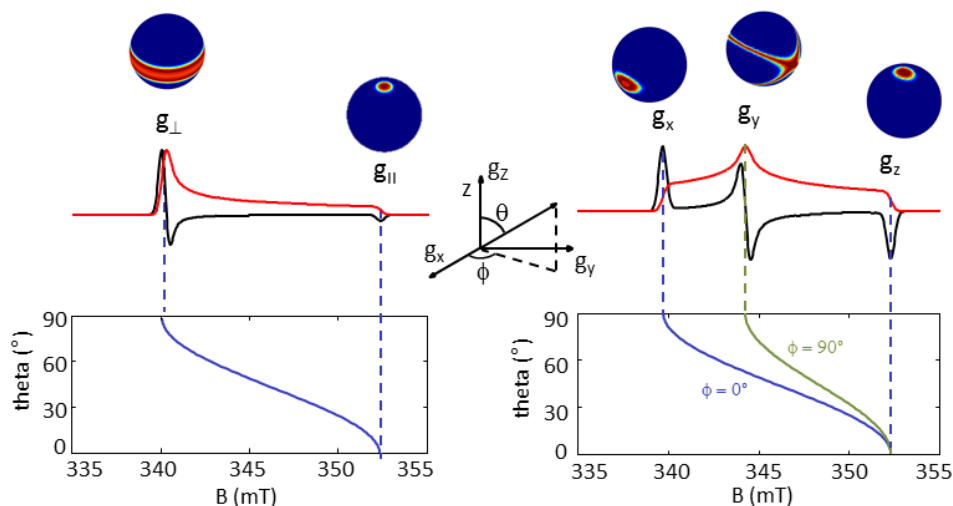 g⊥
g||
90
60
30
0
theta (°)
335 340 345 350 355
B (mT)
z
gz
θ
gx
ϕ
gy
gx
gy
gz
90
60
30
0
theta (°)
ϕ = 90°
ϕ = 0°
335 340 345 350 355
B (mT)